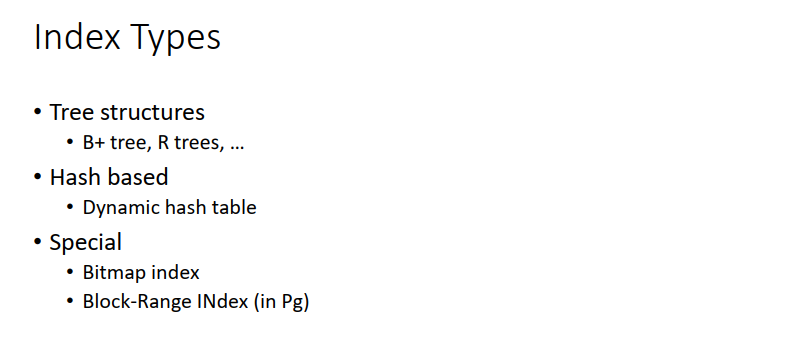 Index Types
• Tree structures
• B+ tree, R trees, ...
• Hash based
• Dynamic hash table
• Special
• Bitmap index
• Block-Range INdex (in Pg)